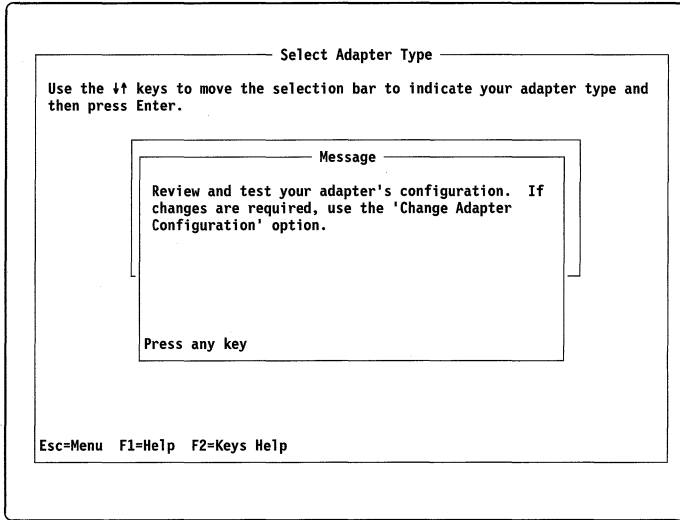 Select Adapter Type
Use the ↓↑ keys to move the selection bar to indicate your adapter type and
then press Enter.
Message
Review and test your adapter's configuration.  If
changes are required, use the 'Change Adapter
Configuration' option.
Press any key
Esc=Menu  F1=Help  F2=Keys Help